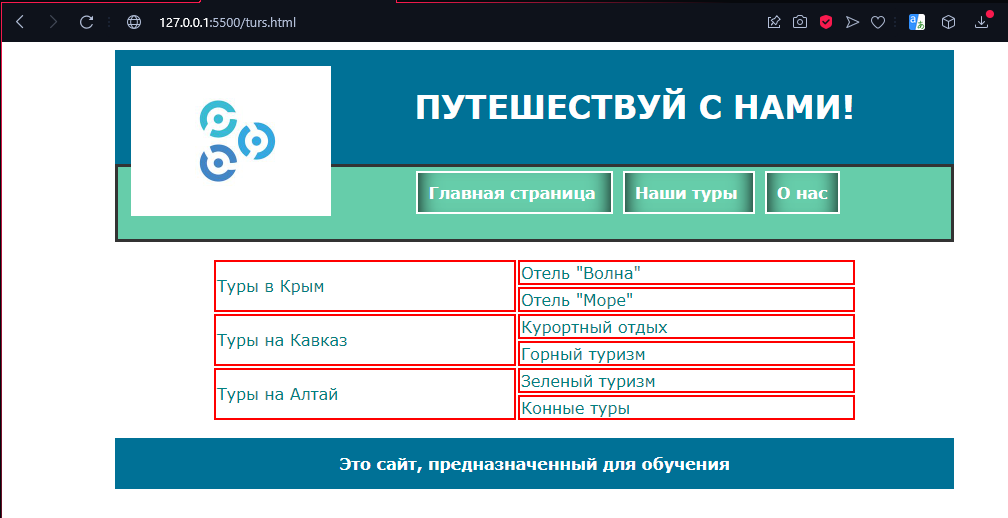 127.0.0.1:5500/turs.html
ПУТЕШЕСТВУЙ С НАМИ!
Главная страница Наши туры О нас
Туры в Крым
Отель "Волна"
Отель "Море"
Туры на Кавказ
Курортный отдых
Горный туризм
Туры на Алтай
Зеленый туризм
Конные туры
Это сайт, предназначенный для обучения